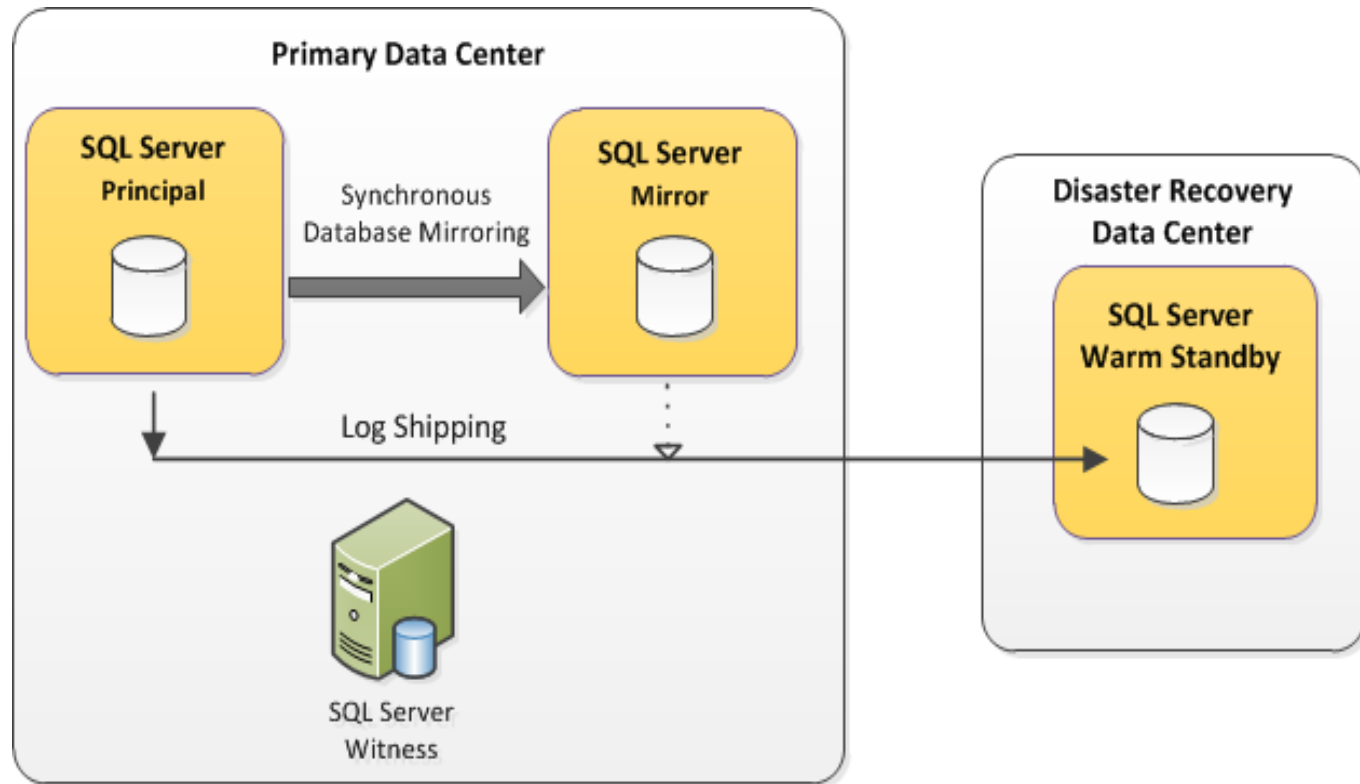 Primary Data Center
SQL Server
Principal
Synchronous
Database Mirroring
SQL Server
Mirror
Log Shipping
SQL Server
Witness
Disaster Recovery
Data Center
SQL Server
Warm Standby